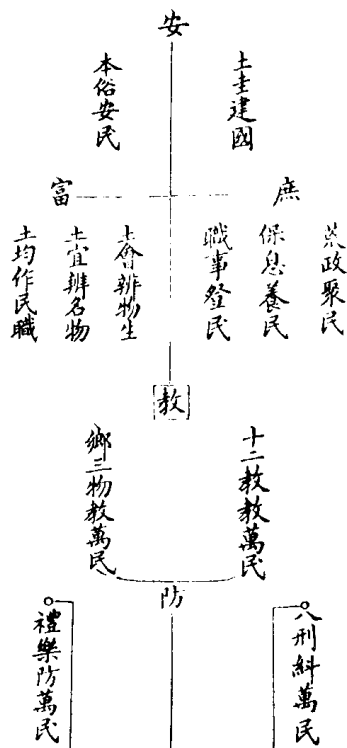 安
土圭建國
本俗安民
庶
富
荒政聚民
保息養民
職事登民
土會辨物生
土宜辨名物
土均作民職
教
十二教教萬民
鄉三物教萬民
防
八刑糾萬民
禮樂防萬民